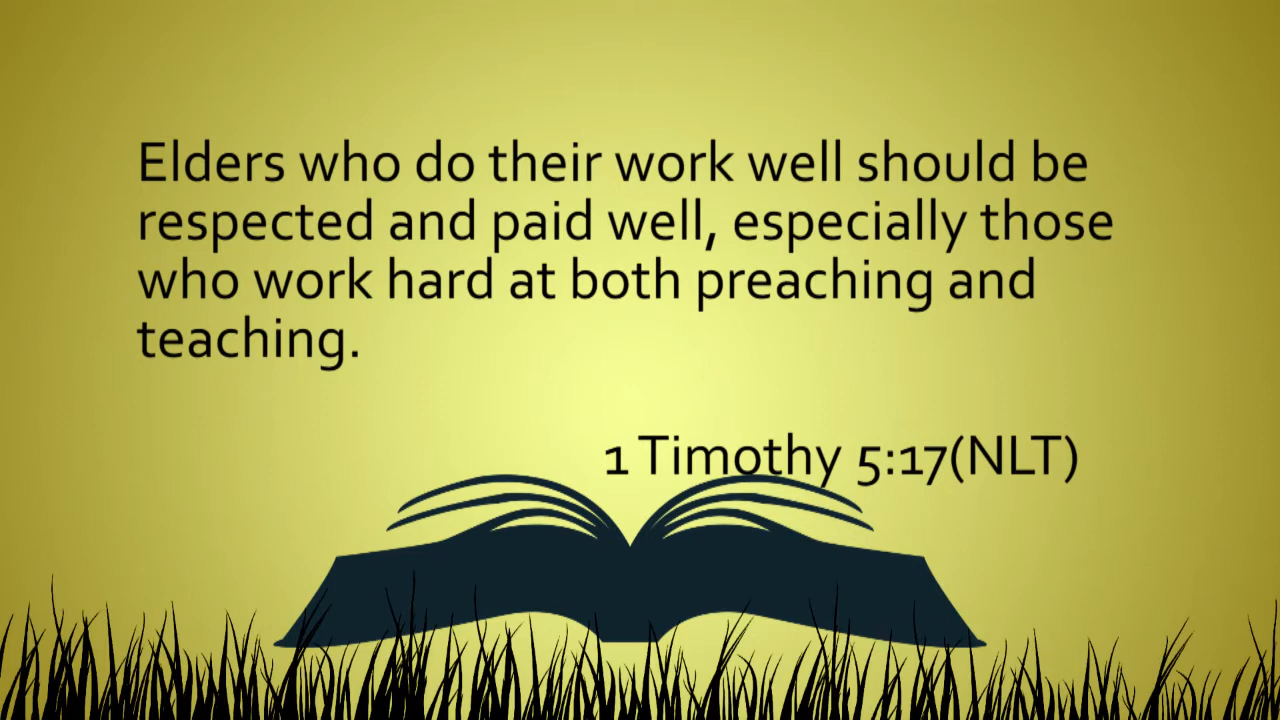 Elders who do their work well should be
respected and paid well, especially those
who work hard at both preaching and
teaching.
1 Timothy 5:17(NLT)